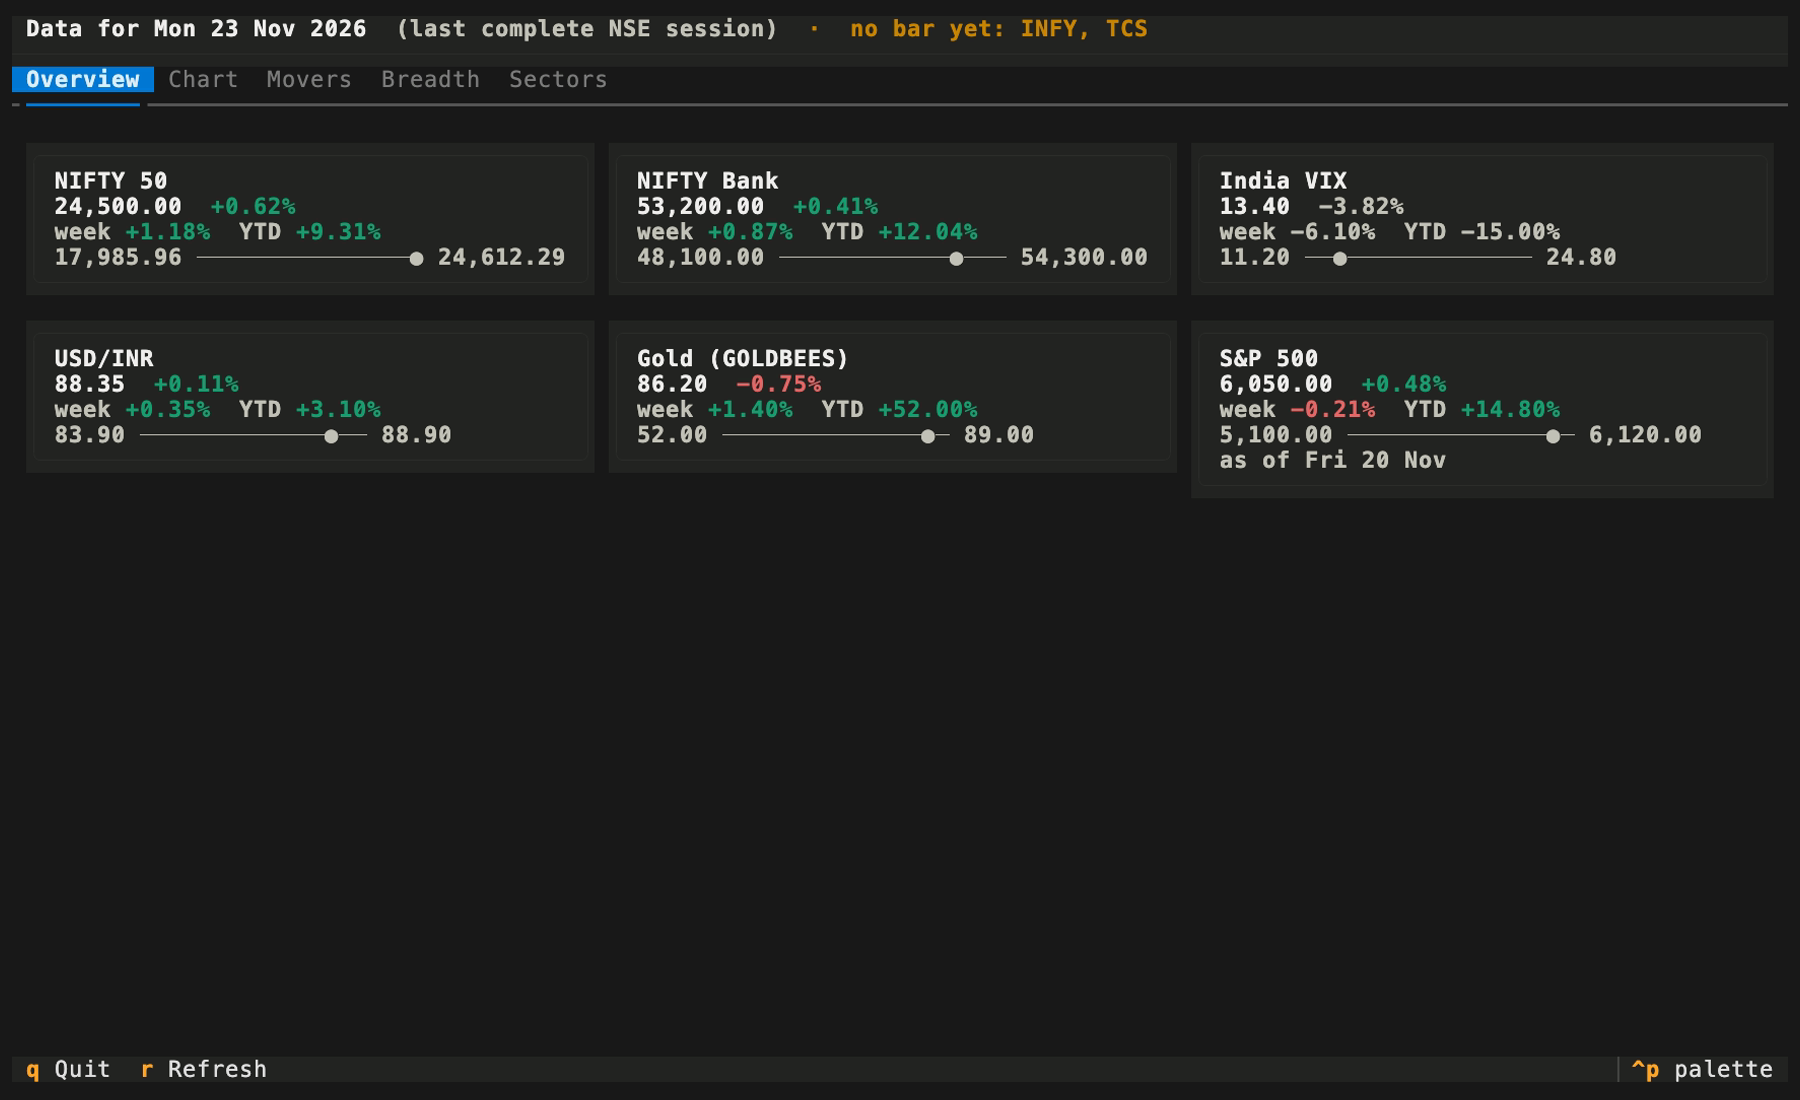 Data for Mon 23 Nov 2026 (last complete NSE session) · no bar yet: INFY, TCS
Overview Chart Movers Breadth Sectors
NIFTY 50
24,500.00 +0.62%
week +1.18% YTD +9.31%
17,985.96 24,612.29
NIFTY Bank
53,200.00 +0.41%
week +0.87% YTD +12.04%
48,100.00 54,300.00
India VIX
13.40 −3.82%
week −6.10% YTD −15.00%
11.20 24.80
USD/INR
88.35 +0.11%
week +0.35% YTD +3.10%
83.90 88.90
Gold (GOLDBEES)
86.20 −0.75%
week +1.40% YTD +52.00%
52.00 89.00
S&P 500
6,050.00 +0.48%
week −0.21% YTD +14.80%
5,100.00 6,120.00
as of Fri 20 Nov
q Quit r Refresh ^p palette